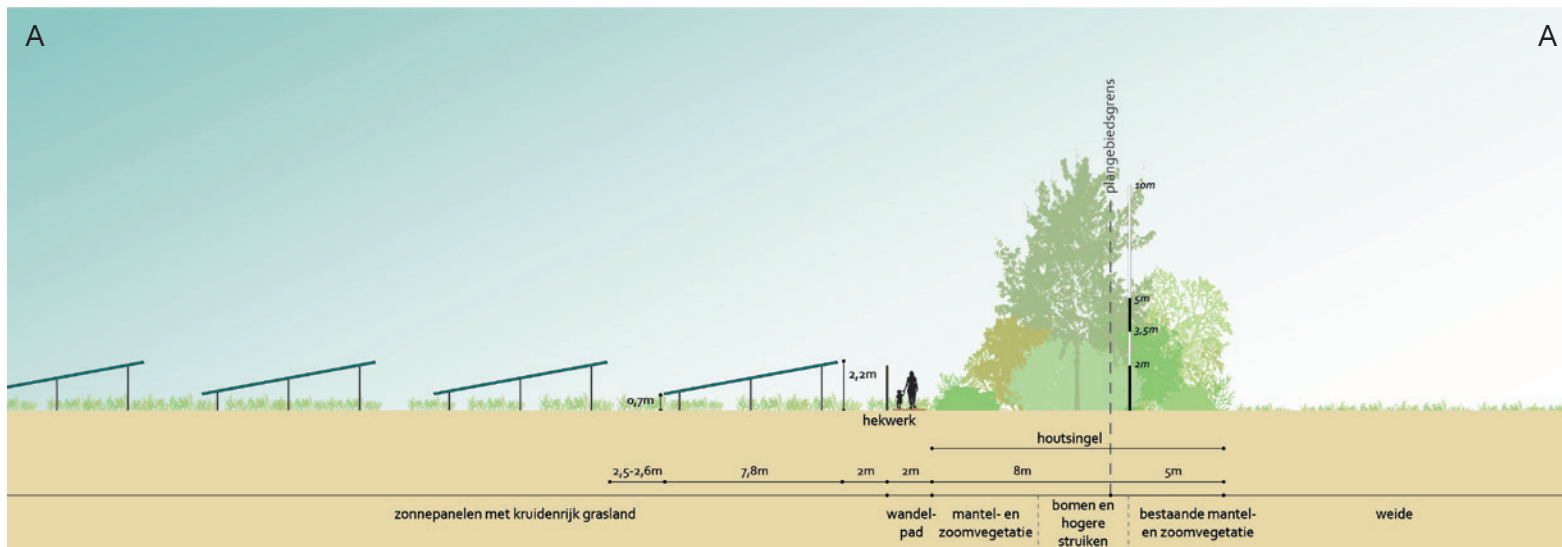 A
A
plangebiedsgrens
10m
5m
3,5m
2m
2,2m
0,7m
hekwerk
houtsingel
2,5-2,6m
7,8m
2m
2m
8m
5m
zonnepanelen met kruidenrijk grasland
wandel-
pad
mantel- en
zoomvegetatie
bomen en
hogere
struiken
bestaande mantel-
en zoomvegetatie
weide